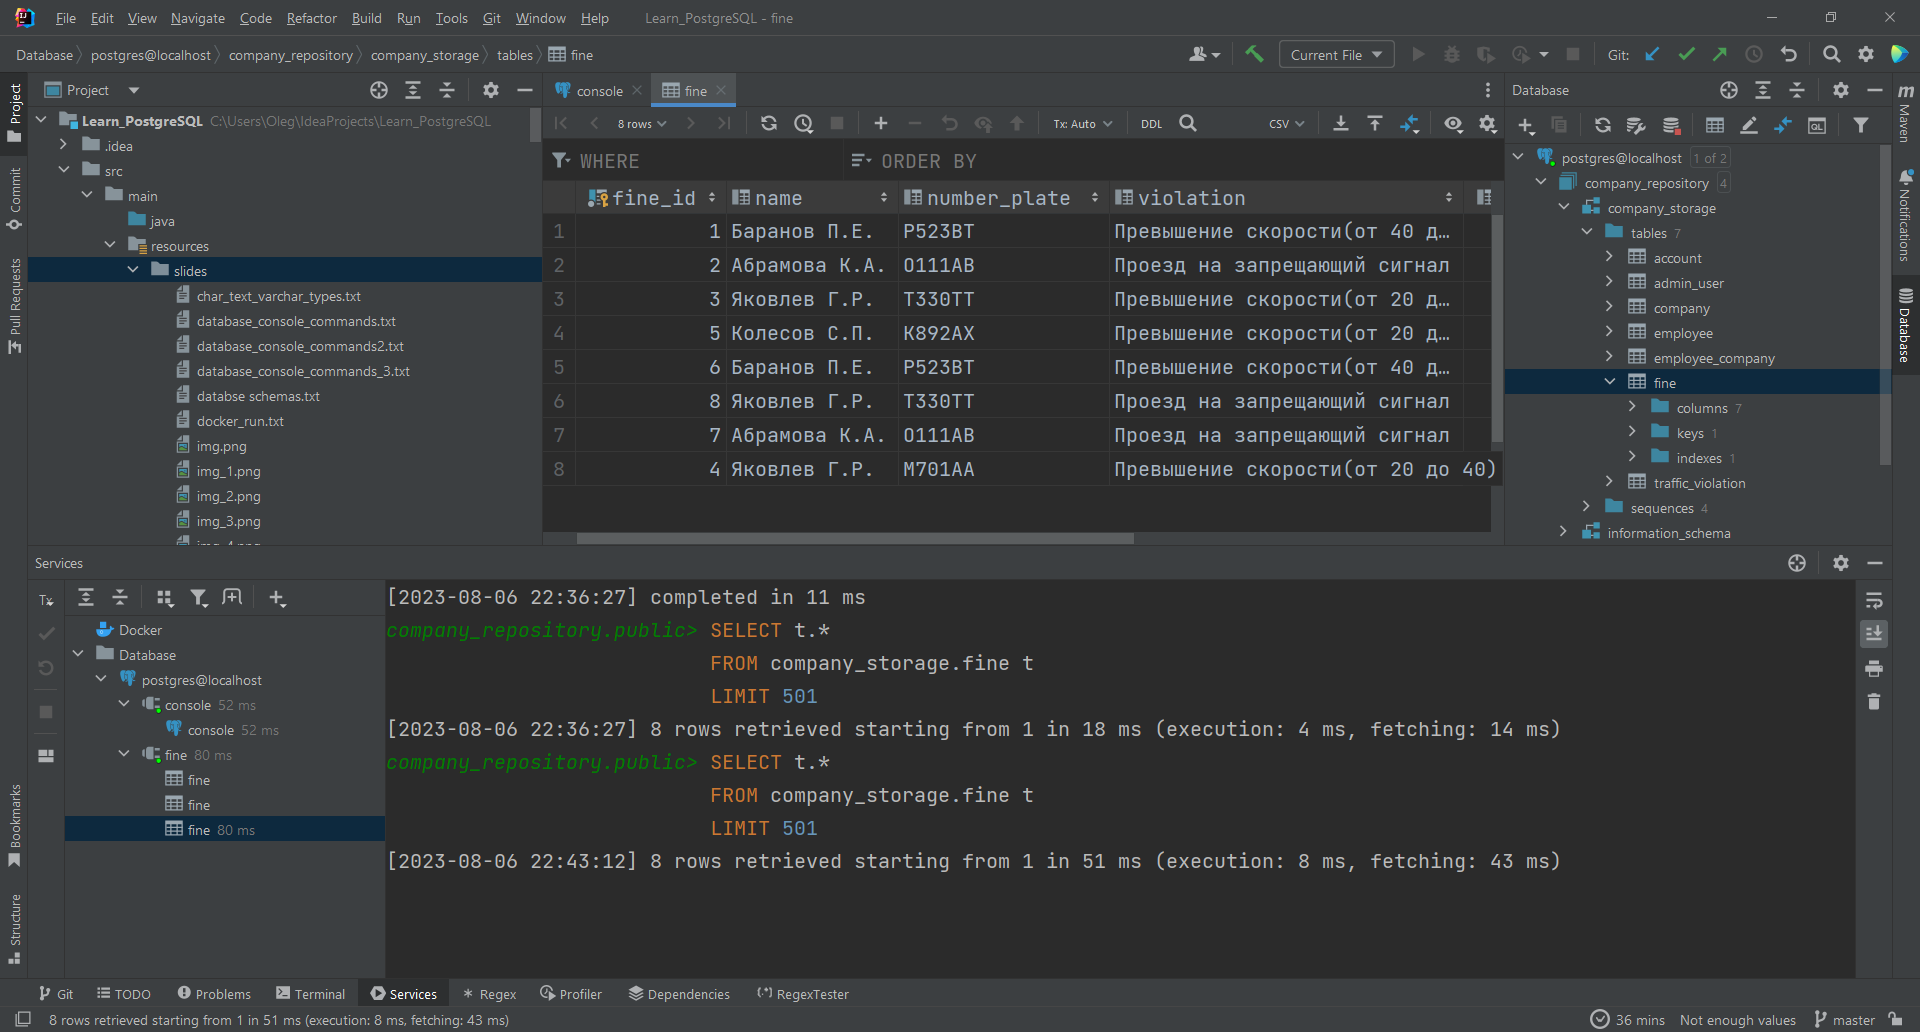 File Edit View Navigate Code Refactor Build Run Tools Git Window Help Learn_PostgreSQL - fine
Database postgres@localhost company_repository company_storage tables fine
Current File
Git:
Project
console
fine
Database
Learn_PostgreSQL C:\Users\Oleg\IdeaProjects\Learn_PostgreSQL
.idea
src
main
java
resources
slides
char_text_varchar_types.txt
database_console_commands.txt
database_console_commands2.txt
database_console_commands_3.txt
databse schemas.txt
docker_run.txt
img.png
img_1.png
img_2.png
img_3.png
8 rows Tx: Auto DDL CSV
WHERE ORDER BY
fine_id name number_plate violation
1 1 Баранов П.Е. Р523ВТ Превышение скорости(от 40 д…
2 2 Абрамова К.А. О111АВ Проезд на запрещающий сигнал
3 3 Яковлев Г.Р. Т330ТТ Превышение скорости(от 20 д…
4 5 Колесов С.П. К892АХ Превышение скорости(от 20 д…
5 6 Баранов П.Е. Р523ВТ Превышение скорости(от 40 д…
6 8 Яковлев Г.Р. Т330ТТ Проезд на запрещающий сигнал
7 7 Абрамова К.А. О111АВ Проезд на запрещающий сигнал
8 4 Яковлев Г.Р. М701АА Превышение скорости(от 20 до 40)
QL
postgres@localhost 1 of 2
company_repository 4
company_storage
tables 7
account
admin_user
company
employee
employee_company
fine
columns 7
keys 1
indexes 1
traffic_violation
sequences 4
information_schema
Project
Commit
Pull Requests
Bookmarks
Structure
Maven
Notifications
Database
Services
Tx
Docker
Database
postgres@localhost
console 52 ms
console 52 ms
fine 80 ms
fine
fine
fine 80 ms
[2023-08-06 22:36:27] completed in 11 ms
company_repository.public> SELECT t.*
FROM company_storage.fine t
LIMIT 501
[2023-08-06 22:36:27] 8 rows retrieved starting from 1 in 18 ms (execution: 4 ms, fetching: 14 ms)
company_repository.public> SELECT t.*
FROM company_storage.fine t
LIMIT 501
[2023-08-06 22:43:12] 8 rows retrieved starting from 1 in 51 ms (execution: 8 ms, fetching: 43 ms)
Git TODO Problems Terminal Services Regex Profiler Dependencies RegexTester
8 rows retrieved starting from 1 in 51 ms (execution: 8 ms, fetching: 43 ms)
36 mins Not enough values master